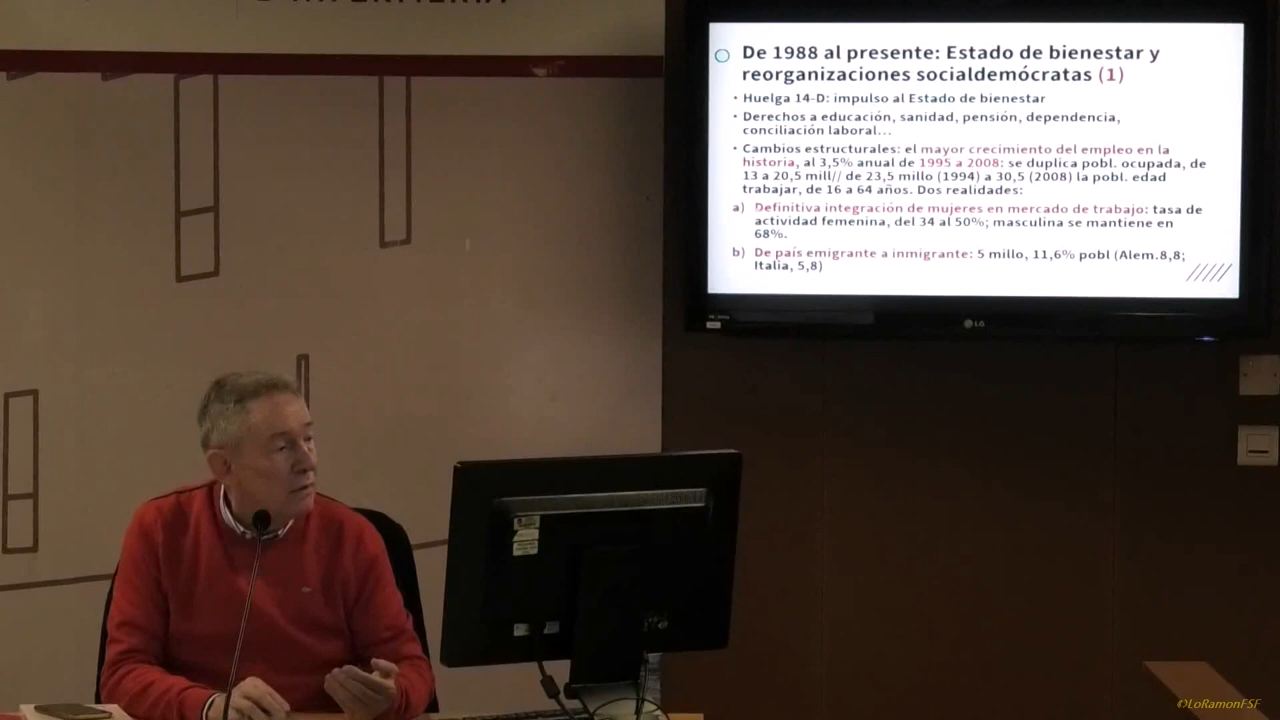 De 1988 al presente: Estado de bienestar y
reorganizaciones socialdemócratas (1)
• Huelga 14-D: impulso al Estado de bienestar
• Derechos a educación, sanidad, pensión, dependencia,
conciliación laboral...
• Cambios estructurales: el mayor crecimiento del empleo en la
historia, al 3,5% anual de 1995 a 2008: se duplica pobl. ocupada, de
13 a 20,5 mill// de 23,5 millo (1994) a 30,5 (2008) la pobl. edad
trabajar, de 16 a 64 años. Dos realidades:
a) Definitiva integración de mujeres en mercado de trabajo: tasa de
actividad femenina, del 34 al 50%; masculina se mantiene en
68%.
b) De país emigrante a inmigrante: 5 millo, 11,6% pobl (Alem.8,8;
Italia, 5,8)
LG
©LoRamonFSF